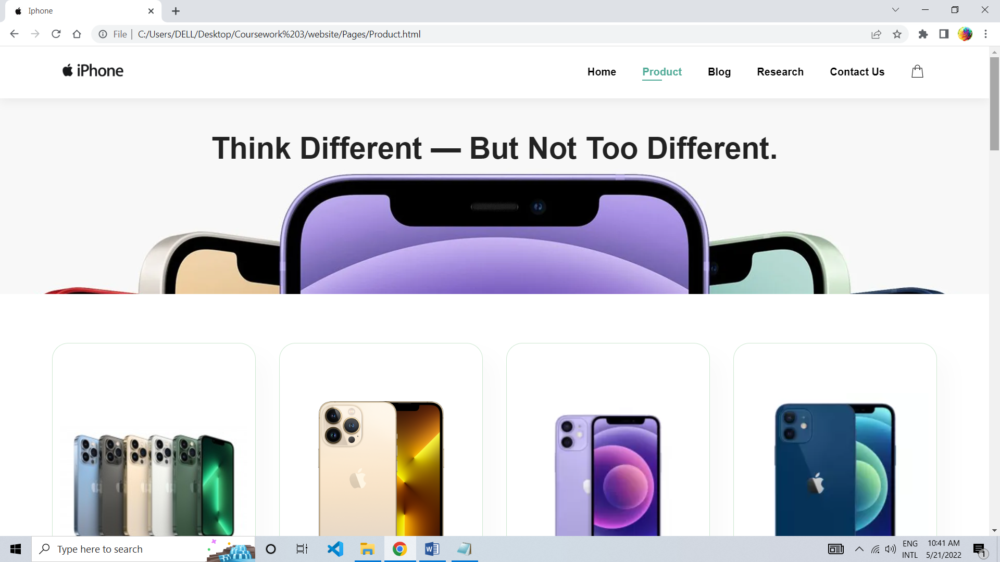 Iphone
File
C:/Users/DELL/Desktop/Coursework%203/website/Pages/Product.html
iPhone
Home
Product
Blog
Research
Contact Us
Think Different — But Not Too Different.
Type here to search
ENG
INTL
10:41 AM
5/21/2022
1